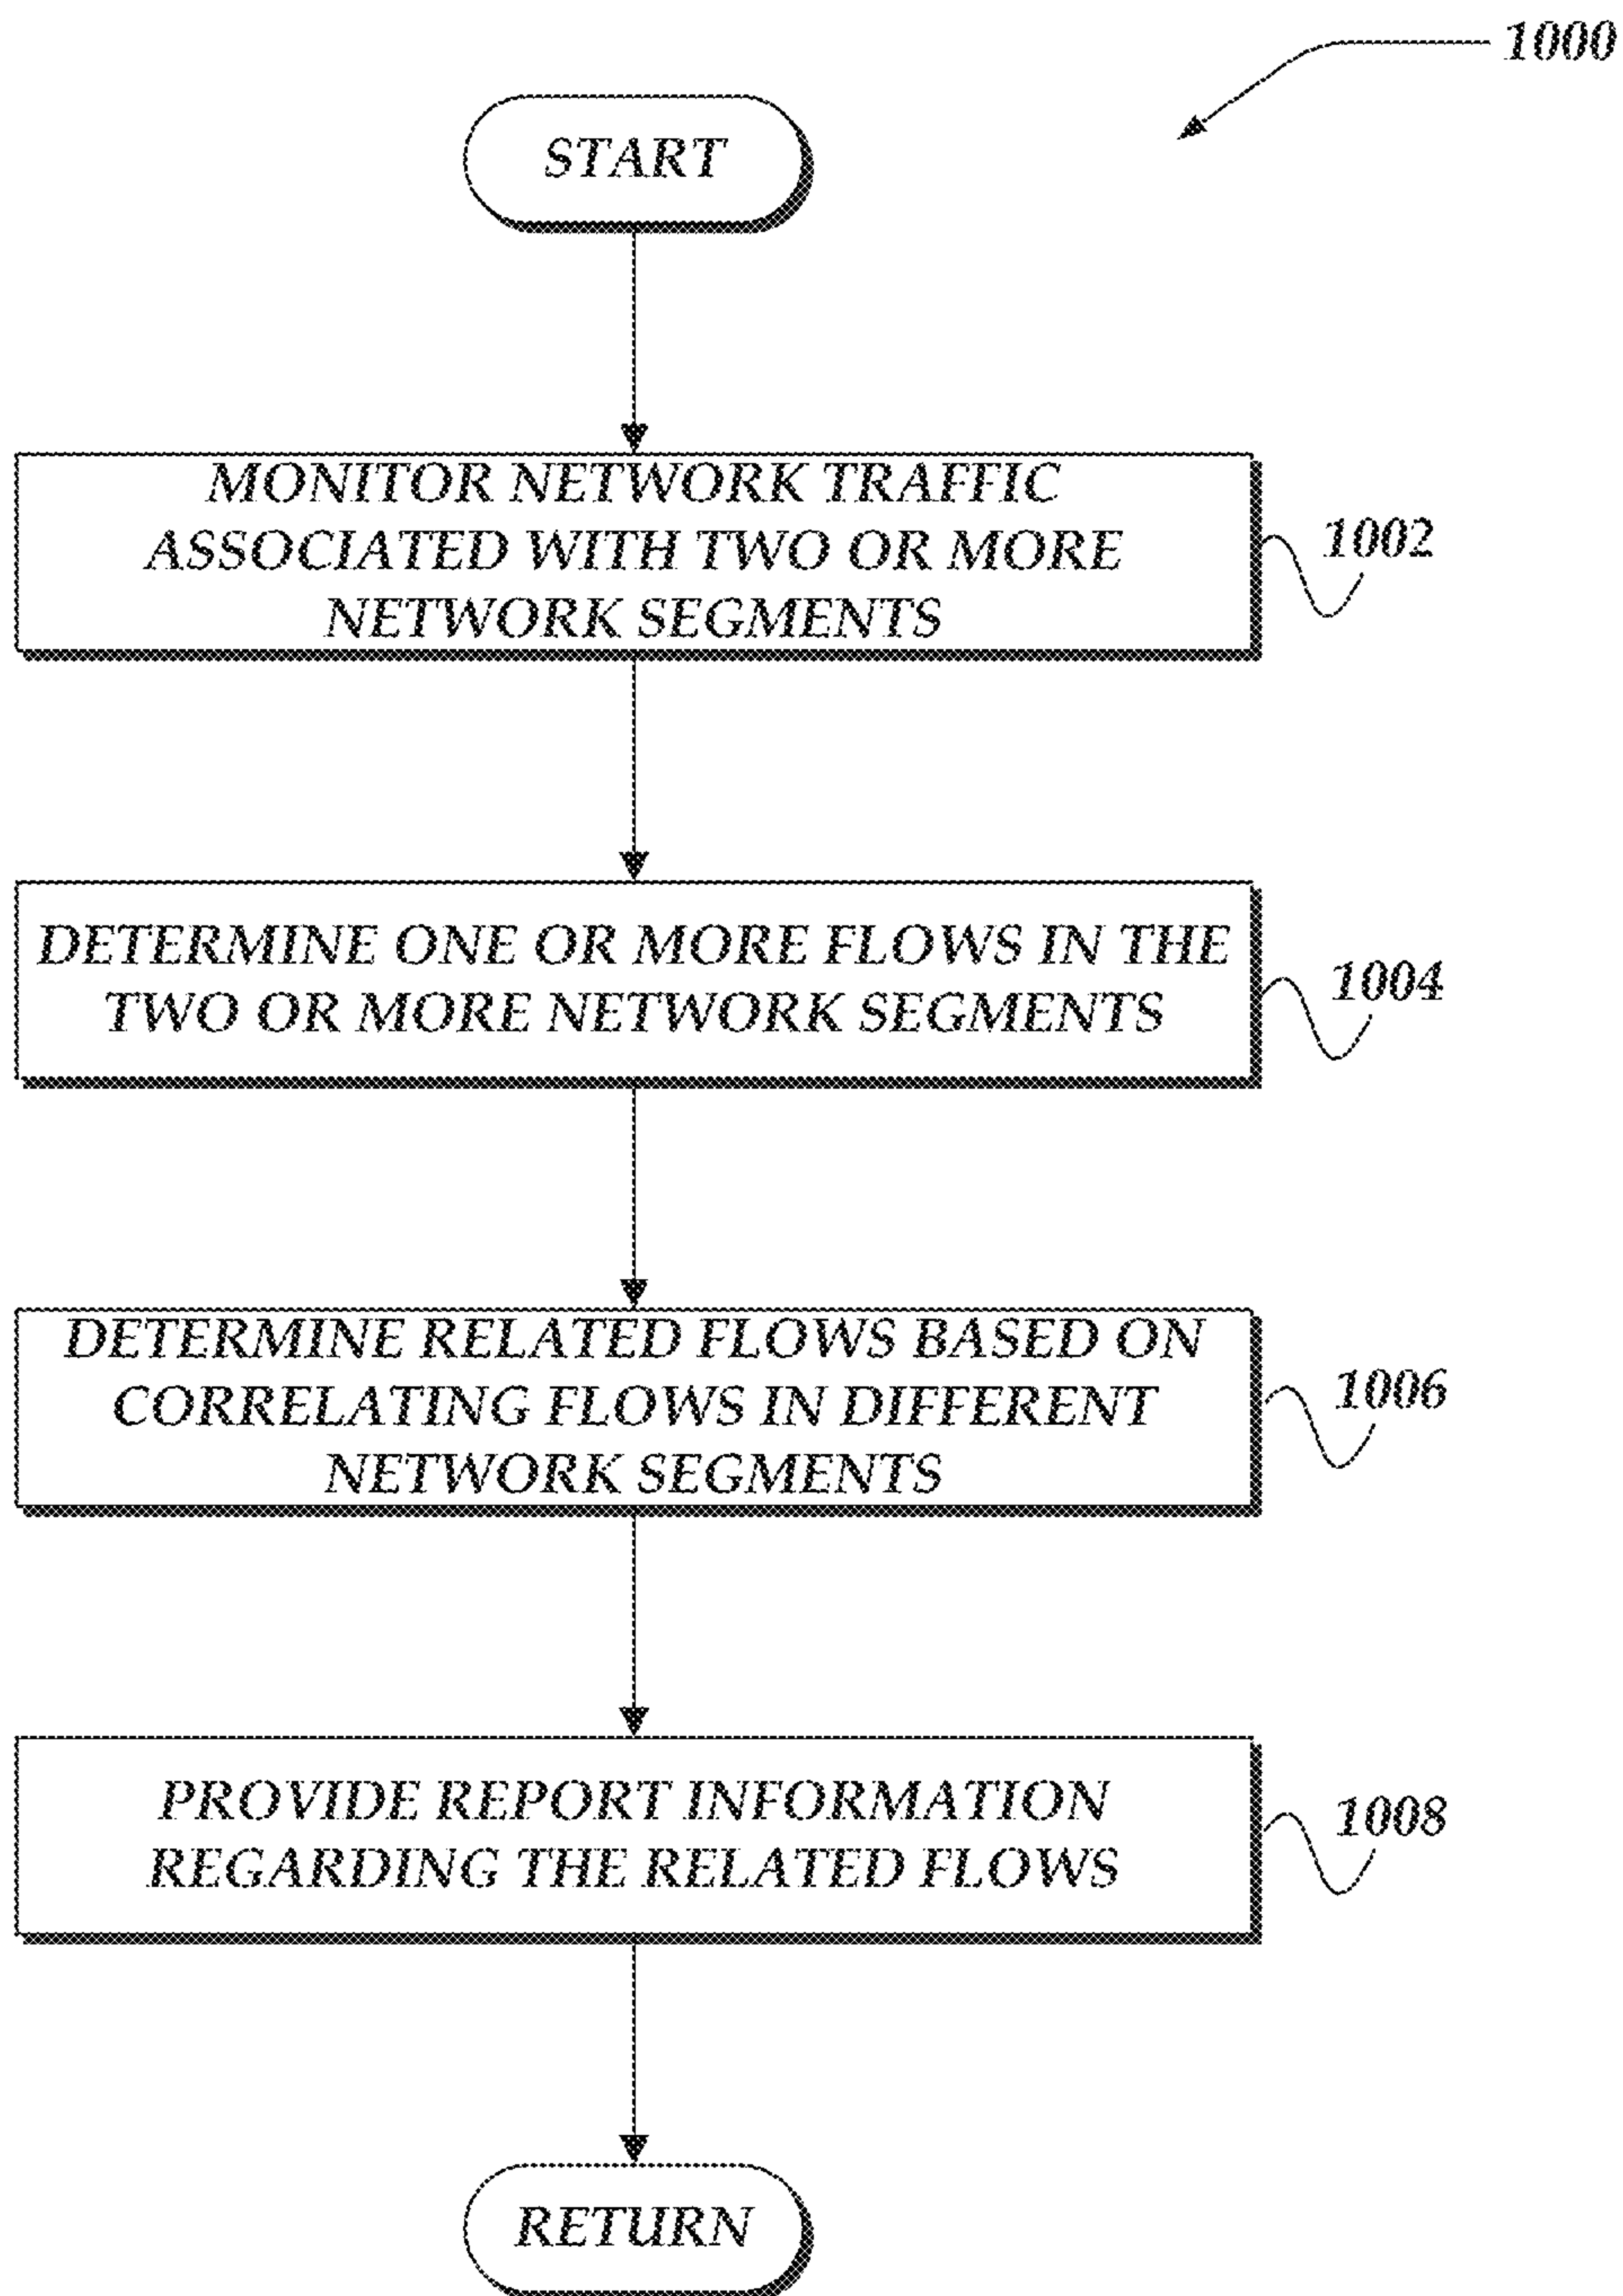 1000
START
MONITOR NETWORK TRAFFIC
ASSOCIATED WITH TWO OR MORE
NETWORK SEGMENTS
1002
DETERMINE ONE OR MORE FLOWS IN THE
TWO OR MORE NETWORK SEGMENTS
1004
DETERMINE RELATED FLOWS BASED ON
CORRELATING FLOWS IN DIFFERENT
NETWORK SEGMENTS
1006
PROVIDE REPORT INFORMATION
REGARDING THE RELATED FLOWS
1008
RETURN